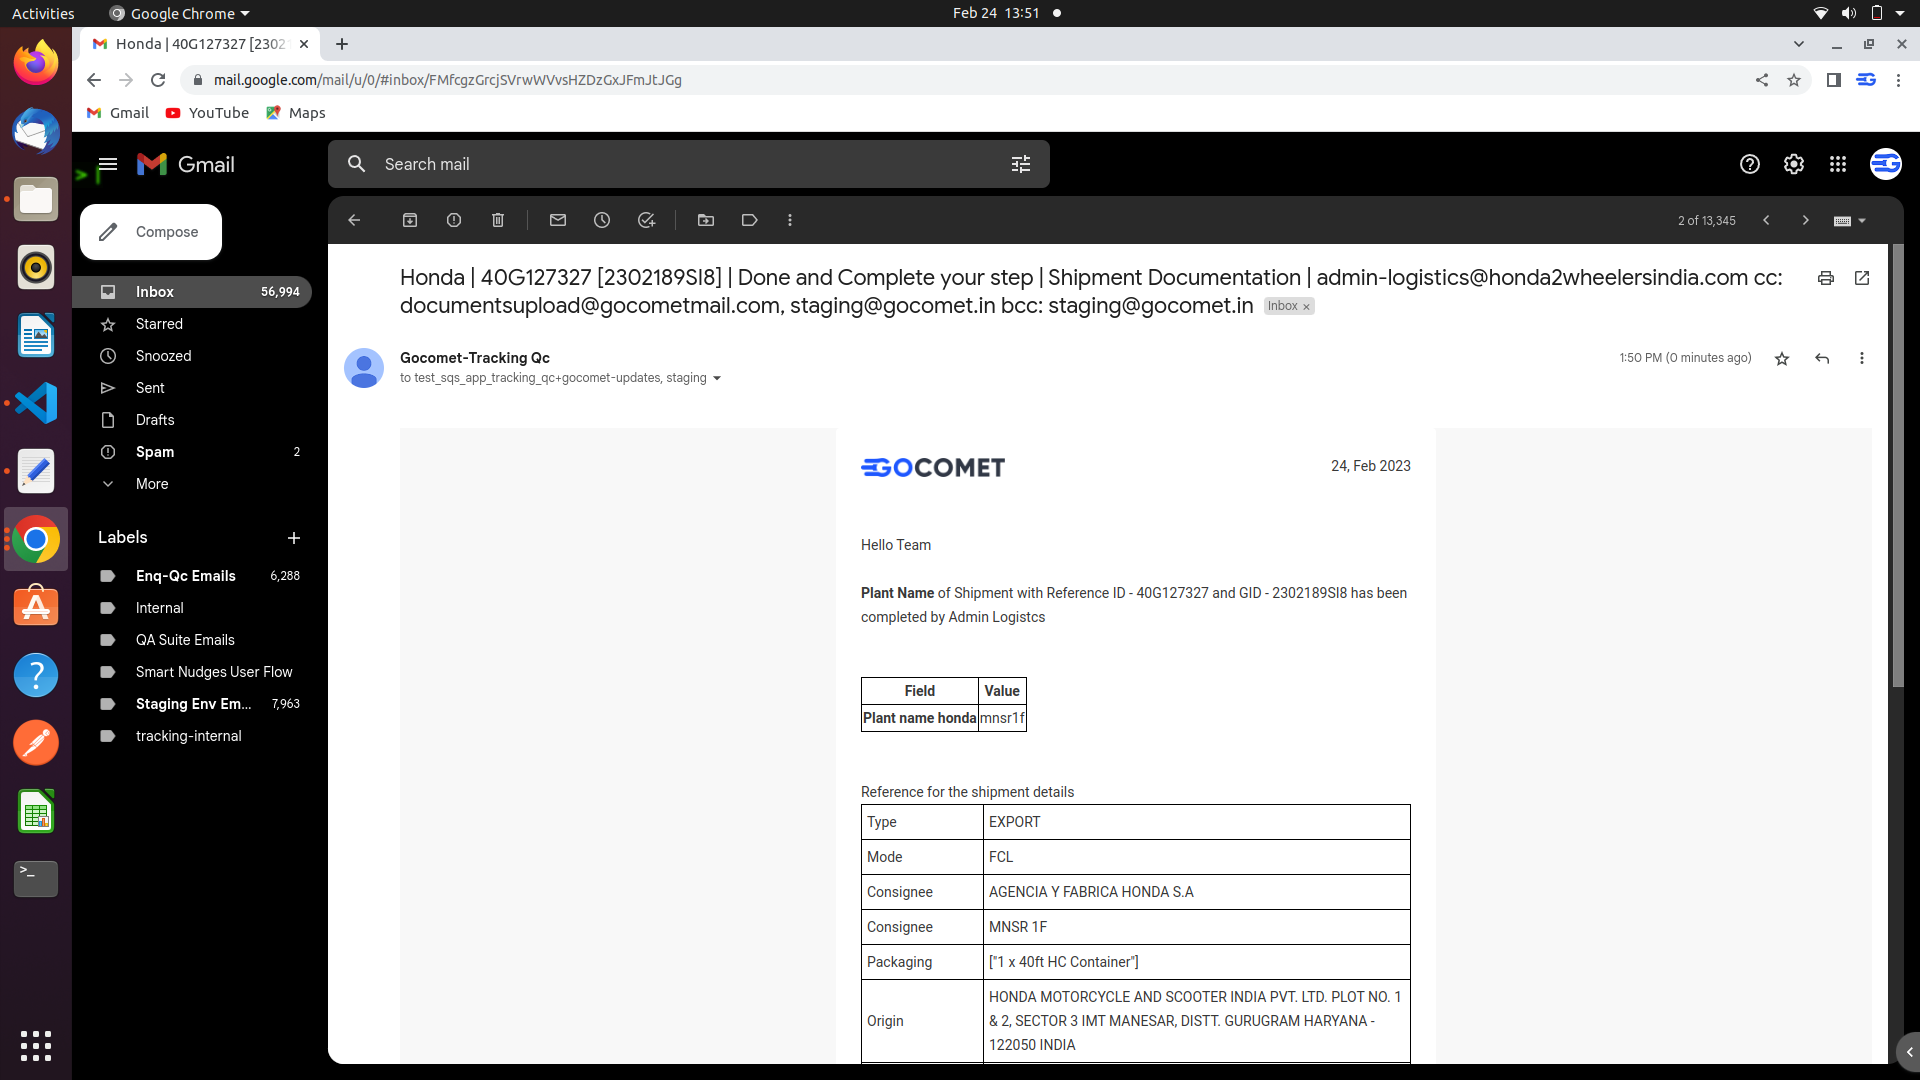 Activities
Google Chrome
Feb 24 13:51
Honda | 40G127327 [2302
mail.google.com/mail/u/0/#inbox/FMfcgzGrcjSVrwWVvsHZDzGxJFmJtJGg
Gmail YouTube Maps
Gmail
Search mail
Compose
2 of 13,345
Inbox 56,994
Starred
Snoozed
Sent
Drafts
Spam 2
More
Labels
Enq-Qc Emails 6,288
Internal
QA Suite Emails
Smart Nudges User Flow
Staging Env Em... 7,963
tracking-internal
Honda | 40G127327 [2302189SI8] | Done and Complete your step | Shipment Documentation | admin-logistics@honda2wheelersindia.com cc:
documentsupload@gocometmail.com, staging@gocomet.in bcc: staging@gocomet.in Inbox ×
Gocomet-Tracking Qc
1:50 PM (0 minutes ago)
to test_sqs_app_tracking_qc+gocomet-updates, staging
GOCOMET
24, Feb 2023
Hello Team
Plant Name of Shipment with Reference ID - 40G127327 and GID - 2302189SI8 has been
completed by Admin Logistcs
Field Value
Plant name honda mnsr1f
Reference for the shipment details
Type EXPORT
Mode FCL
Consignee AGENCIA Y FABRICA HONDA S.A
Consignee MNSR 1F
Packaging ["1 x 40ft HC Container"]
Origin HONDA MOTORCYCLE AND SCOOTER INDIA PVT. LTD. PLOT NO. 1
& 2, SECTOR 3 IMT MANESAR, DISTT. GURUGRAM HARYANA -
122050 INDIA